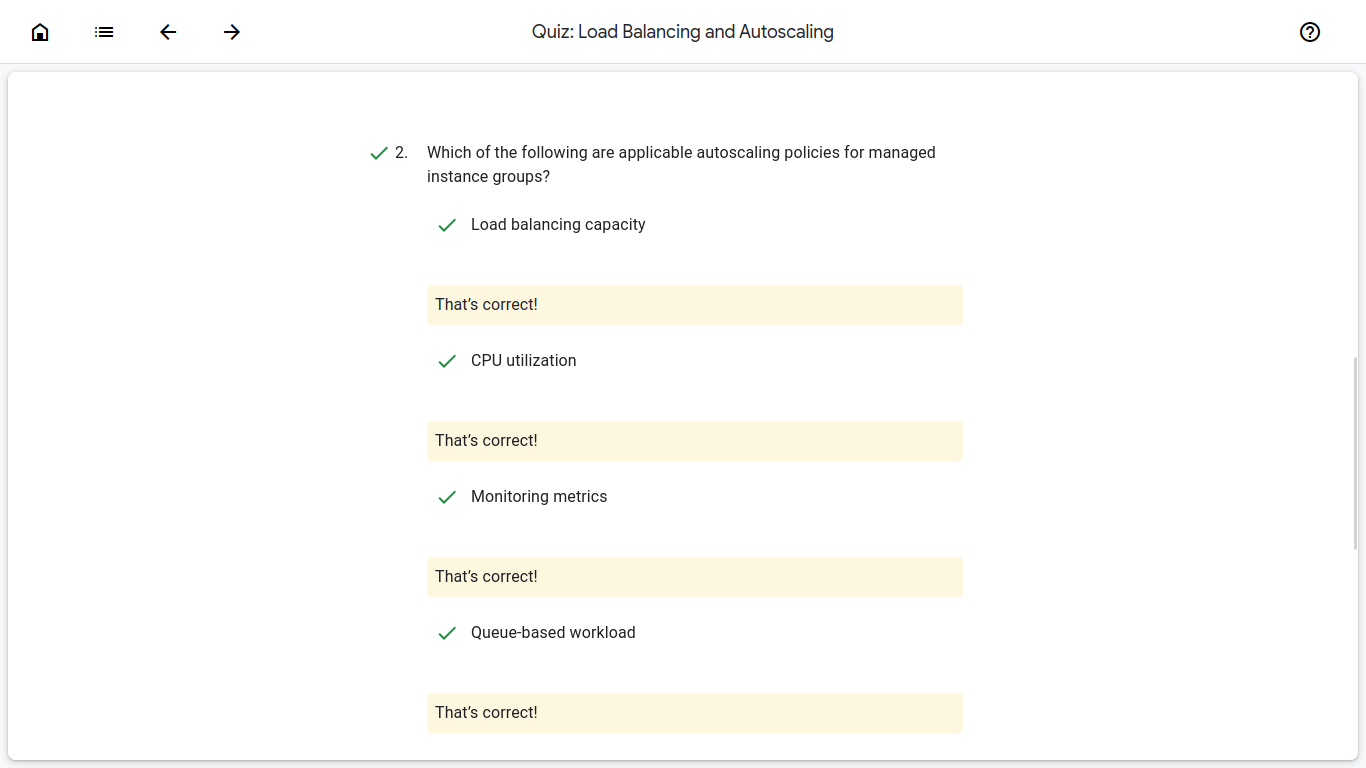 Quiz: Load Balancing and Autoscaling
2. Which of the following are applicable autoscaling policies for managed
instance groups?
Load balancing capacity
That’s correct!
CPU utilization
That’s correct!
Monitoring metrics
That’s correct!
Queue-based workload
That’s correct!